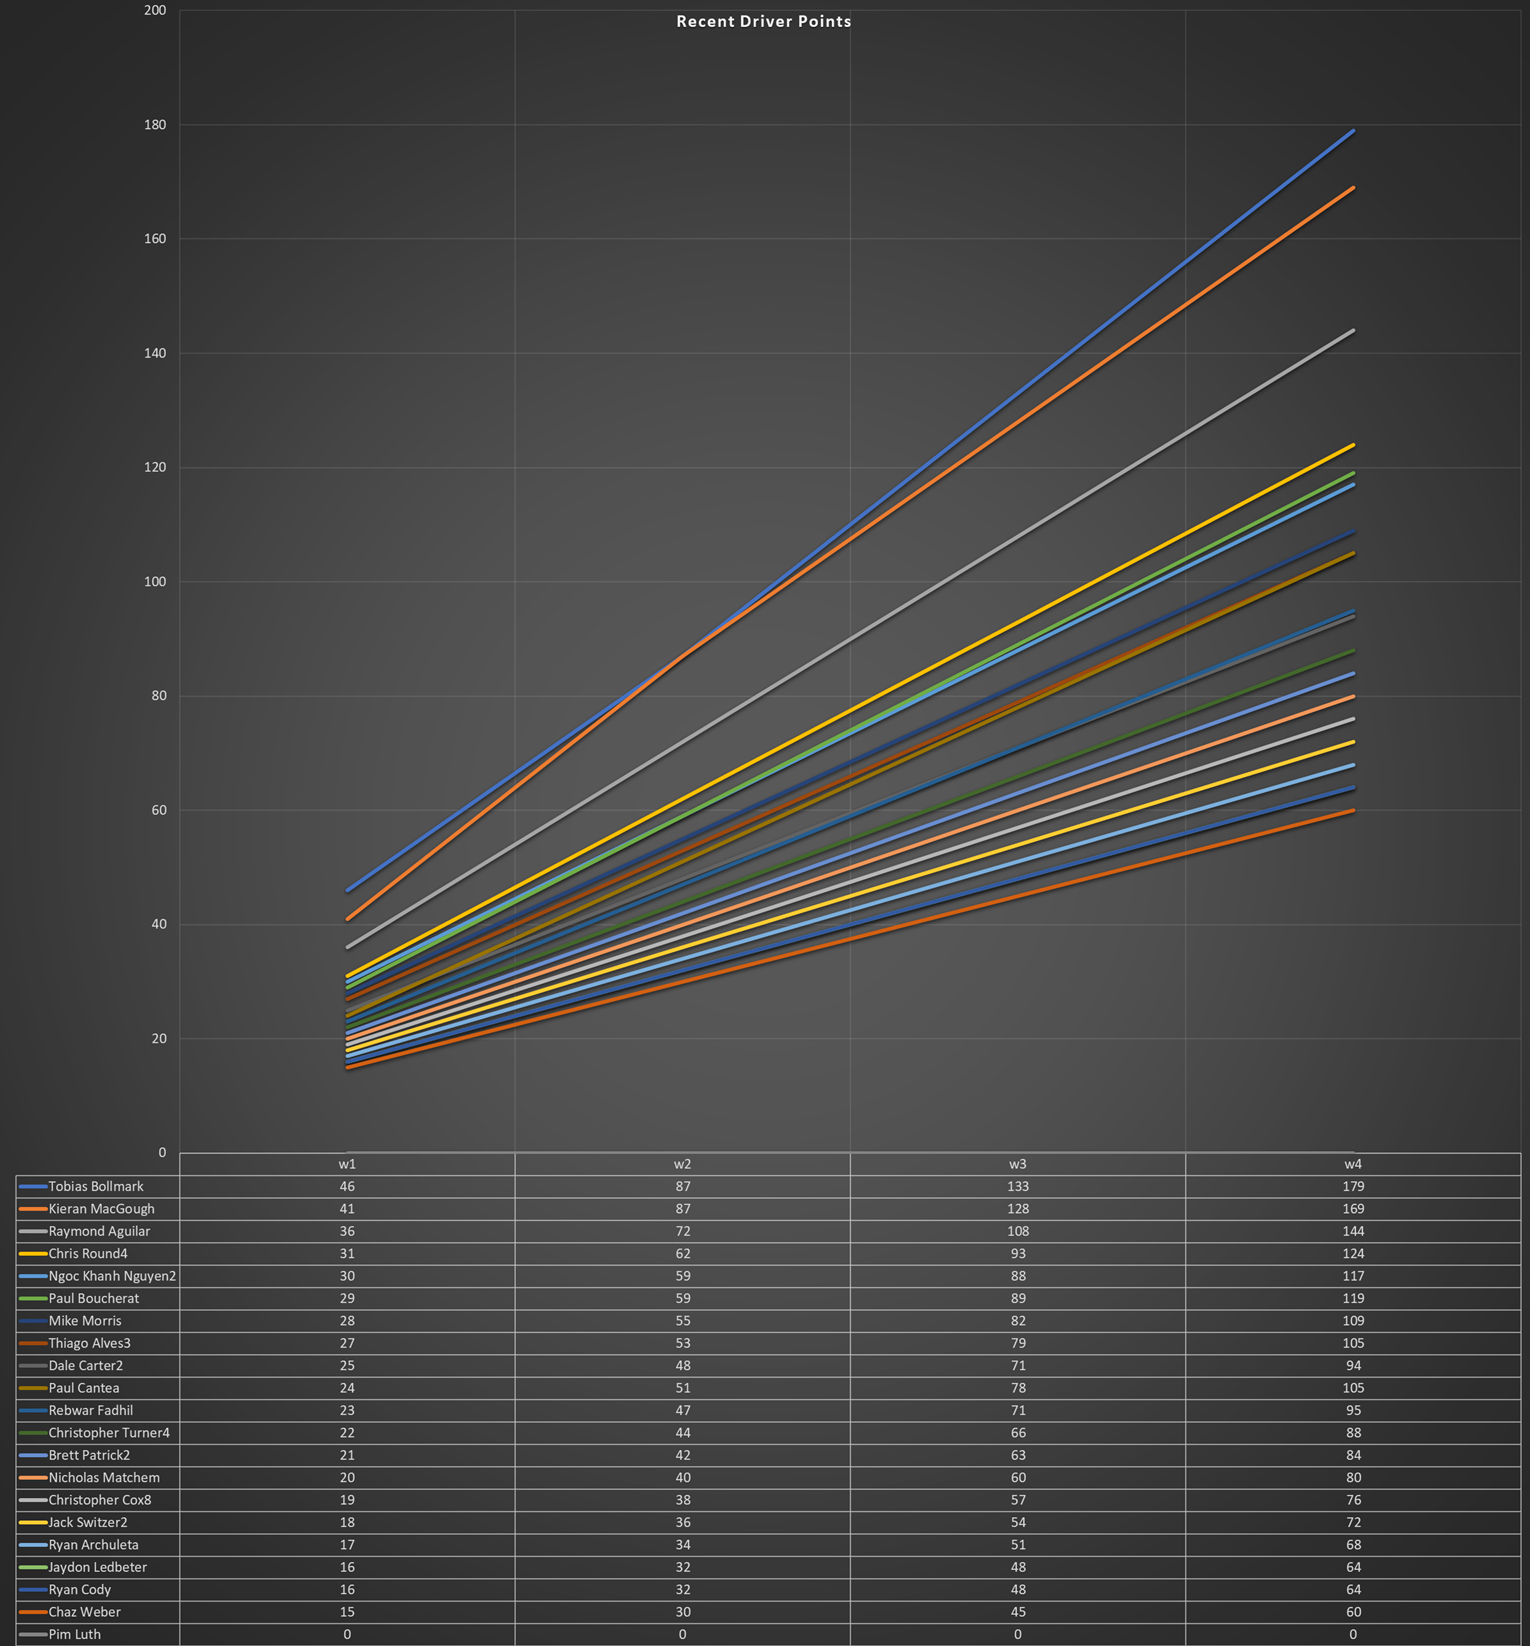 Recent Driver Points
200
180
160
140
120
100
80
60
40
20
0
w1 w2 w3 w4
Tobias Bollmark 46 87 133 179
Kieran MacGough 41 87 128 169
Raymond Aguilar 36 72 108 144
Chris Round4 31 62 93 124
Ngoc Khanh Nguyen2 30 59 88 117
Paul Boucherat 29 59 89 119
Mike Morris 28 55 82 109
Thiago Alves3 27 53 79 105
Dale Carter2 25 48 71 94
Paul Cantea 24 51 78 105
Rebwar Fadhil 23 47 71 95
Christopher Turner4 22 44 66 88
Brett Patrick2 21 42 63 84
Nicholas Matchem 20 40 60 80
Christopher Cox8 19 38 57 76
Jack Switzer2 18 36 54 72
Ryan Archuleta 17 34 51 68
Jaydon Ledbeter 16 32 48 64
Ryan Cody 16 32 48 64
Chaz Weber 15 30 45 60
Pim Luth 0 0 0 0